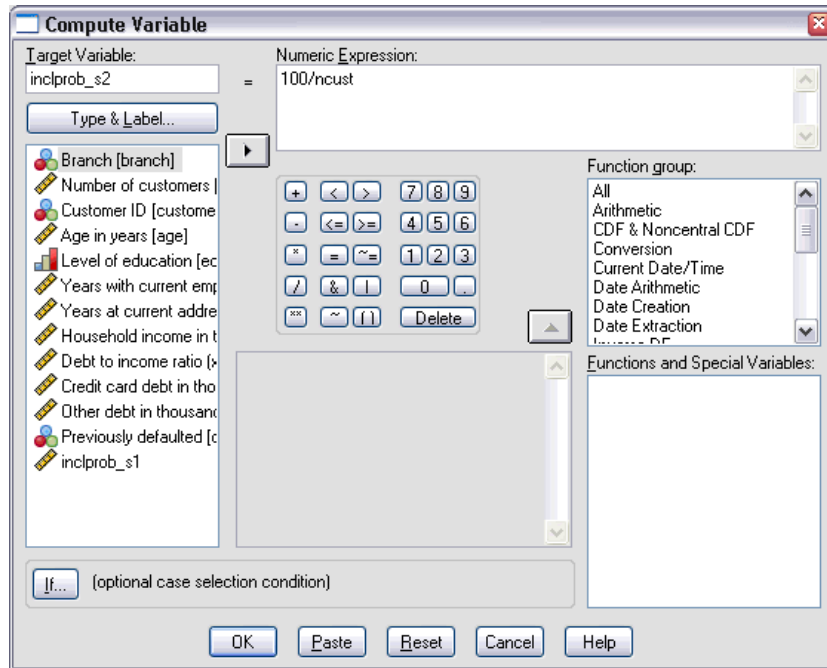 Compute Variable
Target Variable:
inclprob_s2
=
Numeric Expression:
100/ncust
Type & Label...
Branch [branch]
Number of customers [
Customer ID [custome
Age in years [age]
Level of education [ec
Years with current emp
Years at current addre
Household income in t
Debt to income ratio (x
Credit card debt in tho
Other debt in thousand
Previously defaulted [c
inclprob_s1
+ < > 7 8 9
- <= >= 4 5 6
* = ~= 1 2 3
/ & | 0 .
** ~ ( ) Delete
Function group:
All
Arithmetic
CDF & Noncentral CDF
Conversion
Current Date/Time
Date Arithmetic
Date Creation
Date Extraction
Inverse DF
Functions and Special Variables:
If... (optional case selection condition)
OK Paste Reset Cancel Help